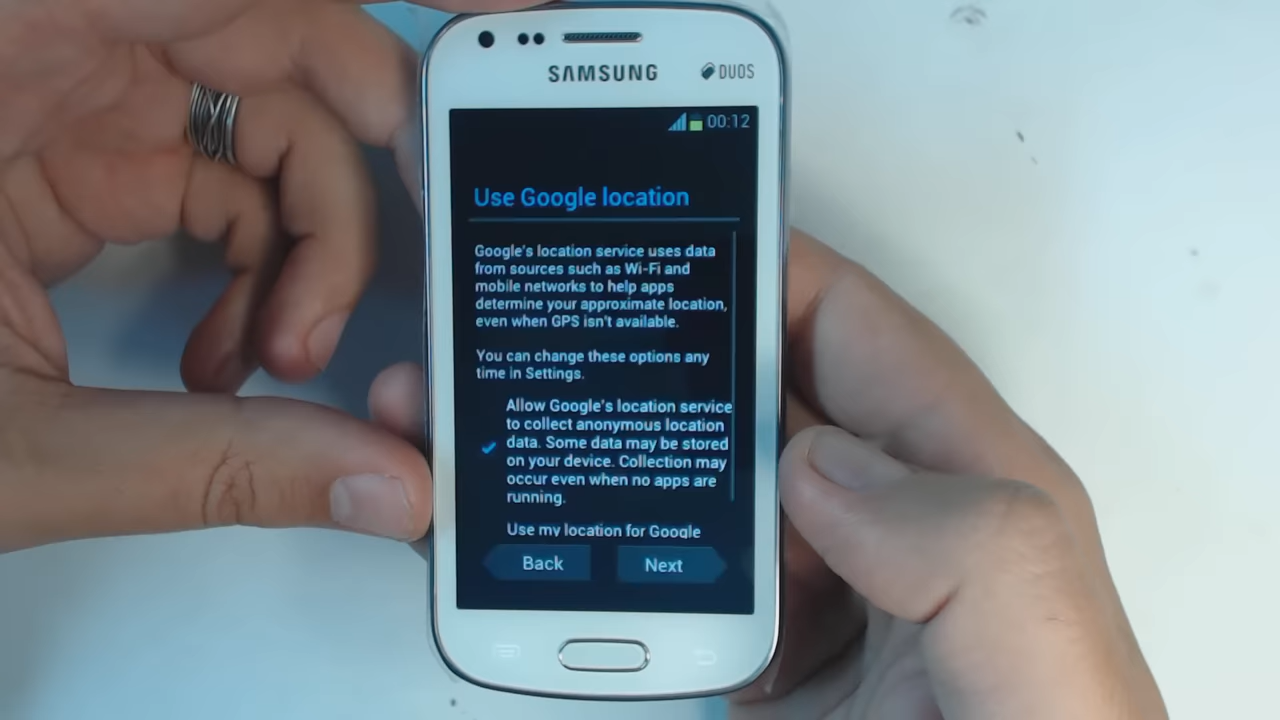 SAMSUNG
DUOS
00:12
Use Google location
Google's location service uses data
from sources such as Wi-Fi and
mobile networks to help apps
determine your approximate location,
even when GPS isn't available.
You can change these options any
time in Settings.
Allow Google's location service
to collect anonymous location
data. Some data may be stored
on your device. Collection may
occur even when no apps are
running.
Use my location for Google
Back
Next